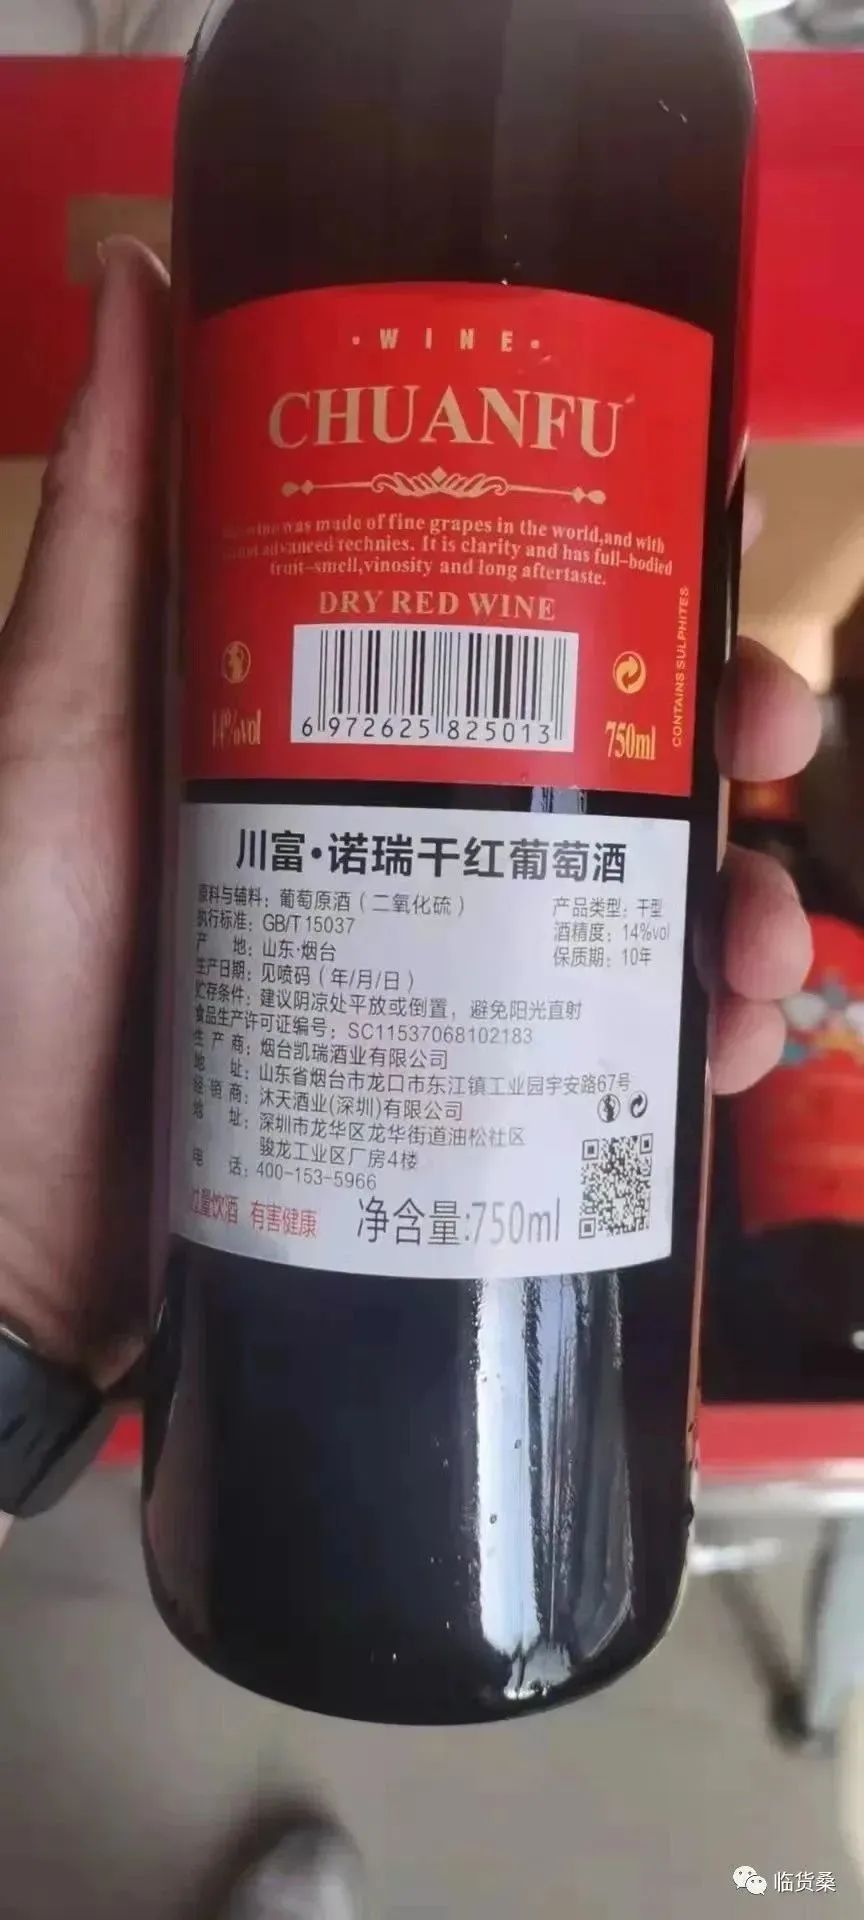 ·WINE·
CHUANFU
wine was made of fine grapes in the world,and with
advanced technies. It is clarity and has full-bodied
fruit-smell,vinosity and long aftertaste.
DRY RED WINE
CONTAINS SULPHITES
14%vol
6 972625 825013
750ml
川富·诺瑞干红葡萄酒
原料与辅料：葡萄原酒（二氧化硫）
产品类型：干型
执行标准：GB/T 15037
酒精度：14%vol
产 地：山东·烟台
保质期：10年
生产日期：见喷码（年/月/日）
贮存条件：建议阴凉处平放或倒置，避免阳光直射
食品生产许可证编号：SC11537068102183
生 产 商：烟台凯瑞酒业有限公司
地 址：山东省烟台市龙口市东江镇工业园宇安路67号
经 销 商：沐天酒业(深圳)有限公司
地 址：深圳市龙华区龙华街道油松社区
骏龙工业区厂房4楼
电 话：400-153-5966
过量饮酒 有害健康
净含量:750ml
临货桑